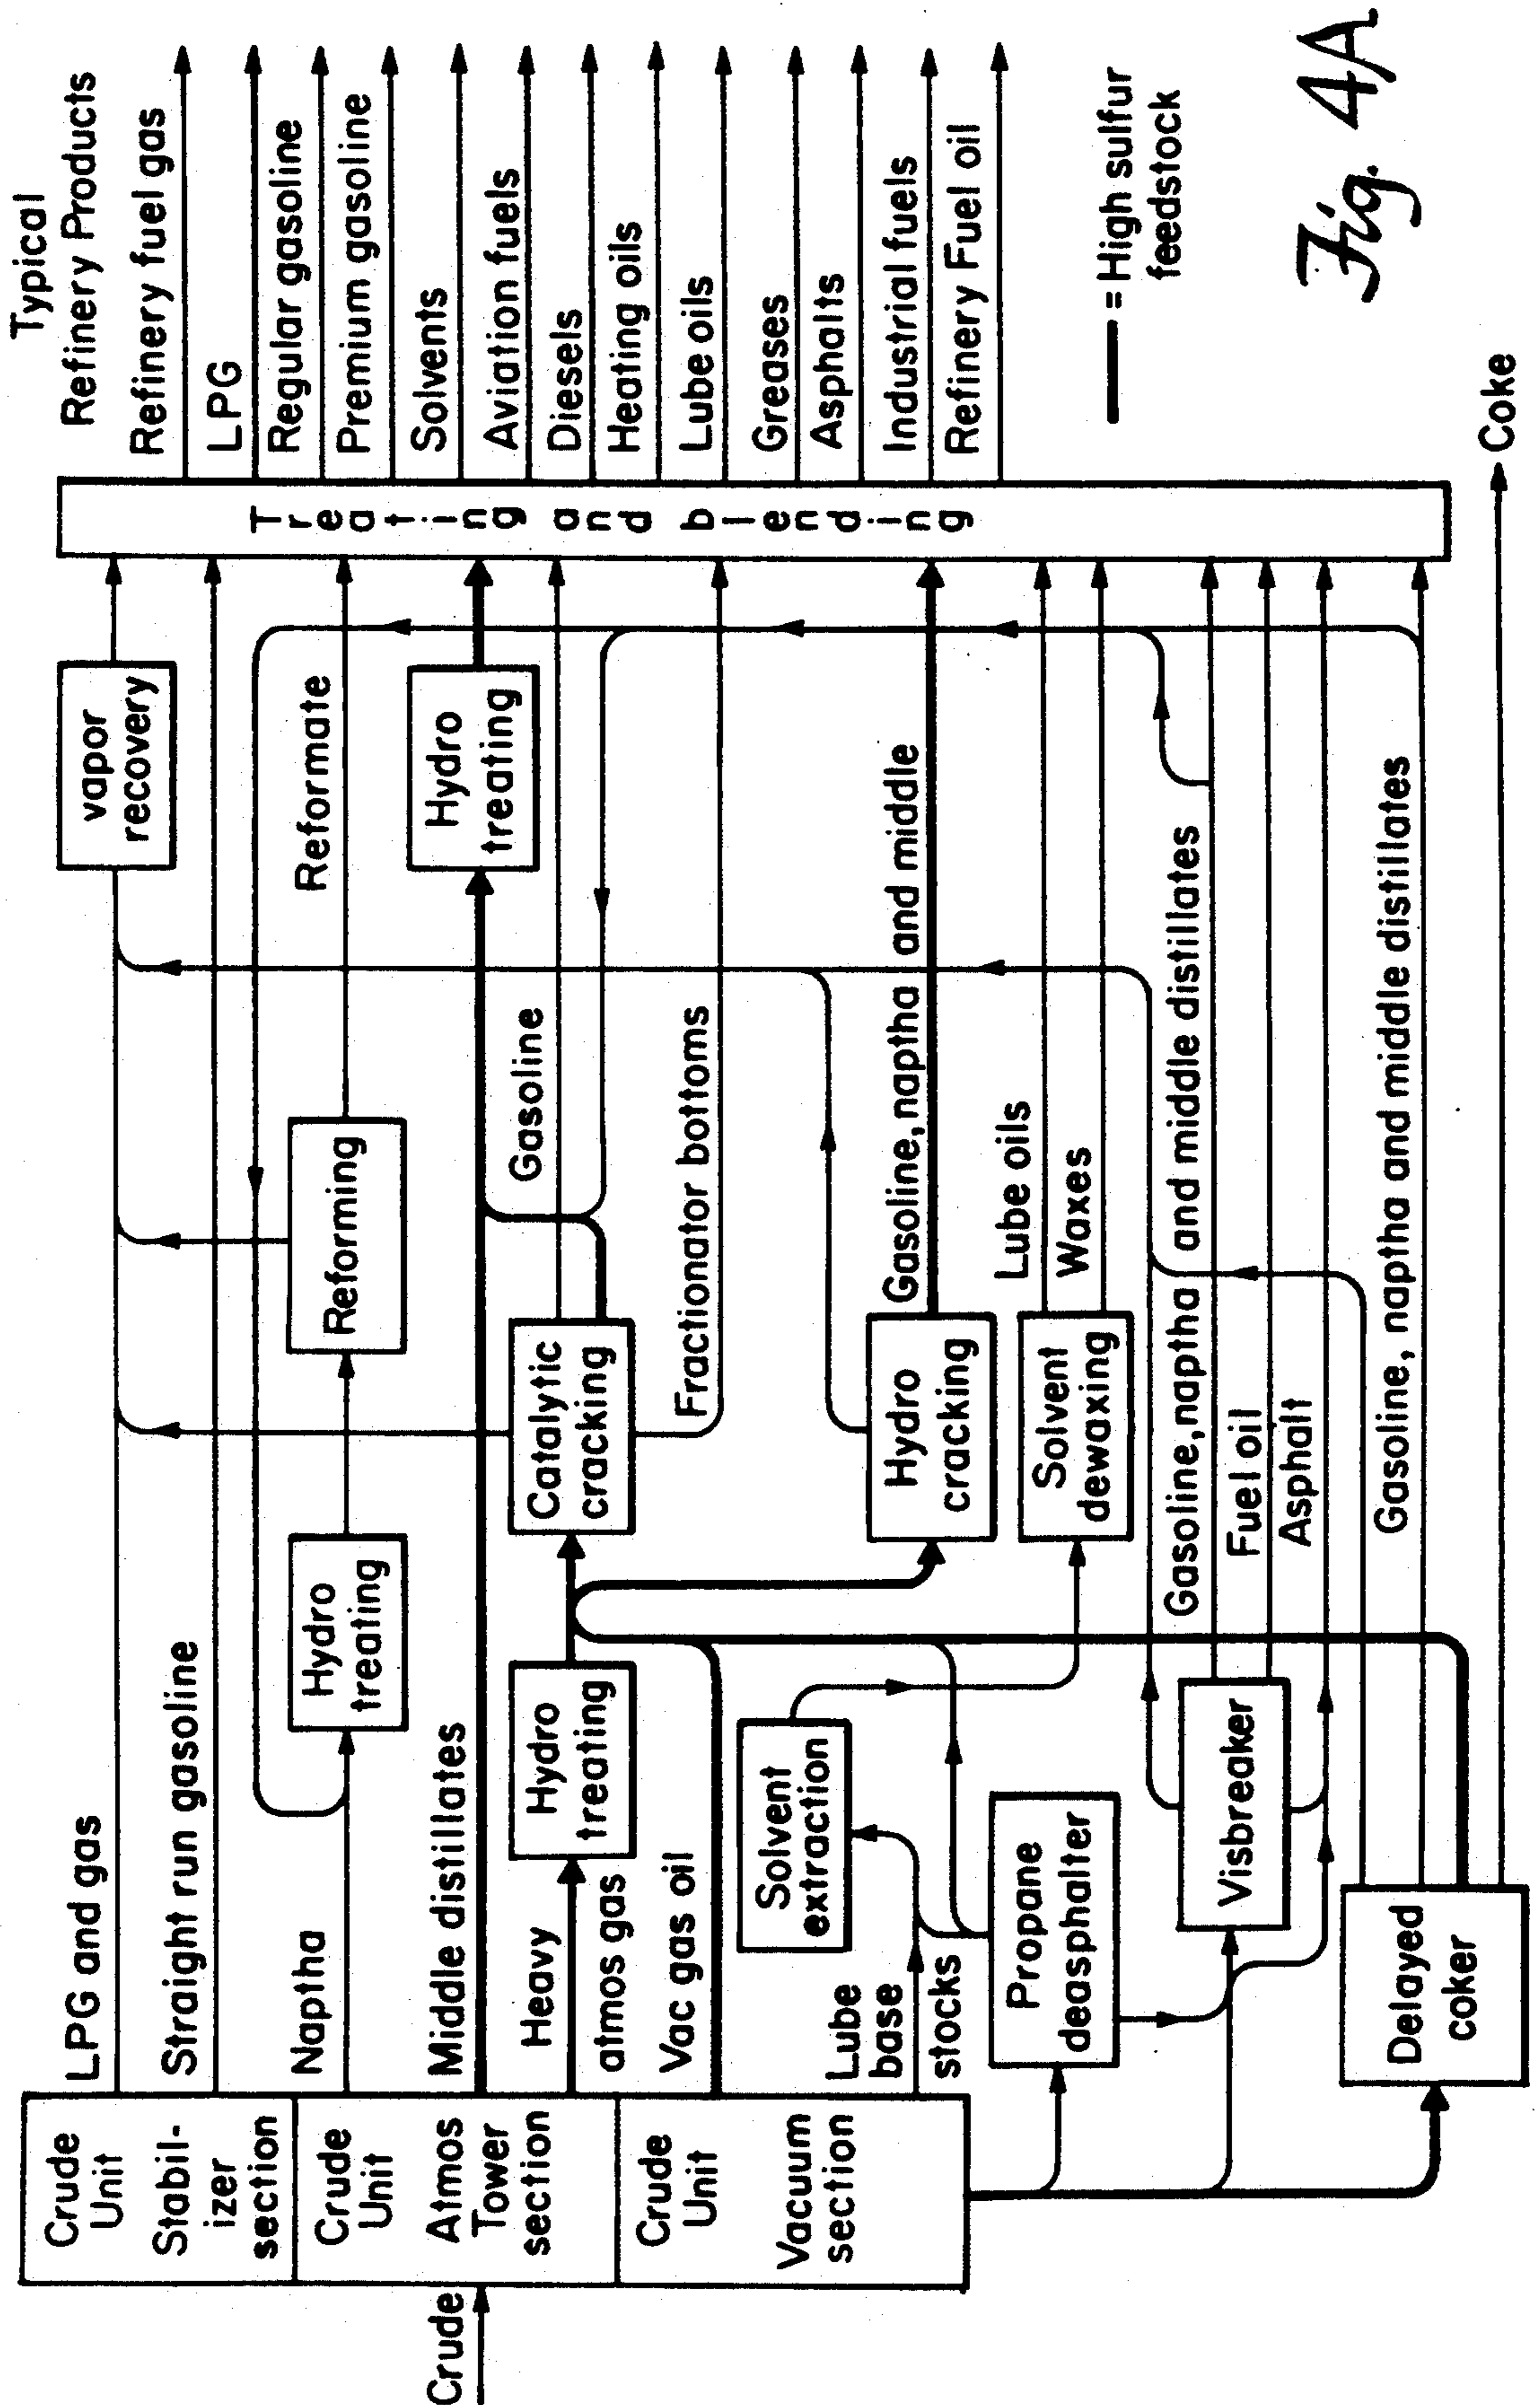 Crude
Crude
Unit
Stabil-
izer
section
Crude
Unit
Atmos
Tower
section
Crude
Unit
Vacuum
section
LPG and gas
Straight run gasoline
Naptha
Middle distillates
Heavy
atmos gas
Vac gas oil
Lube
base
stocks
Hydro
treating
Hydro
treating
Solvent
extraction
Propane
deasphalter
Visbreaker
Delayed
coker
Reforming
Catalytic
cracking
Hydro
cracking
Solvent
dewaxing
Gasoline
Fractionator bottoms
Gasoline, naptha and middle
Lube oils
Waxes
Gasoline, naptha and middle distillates
Fuel oil
Asphalt
Gasoline, naptha and middle distillates
vapor
recovery
Reformate
Hydro
treating
Treating and blending
Typical
Refinery Products
Refinery fuel gas
LPG
Regular gasoline
Premium gasoline
Solvents
Aviation fuels
Diesels
Heating oils
Lube oils
Greases
Asphalts
Industrial fuels
Refinery Fuel oil
= High sulfur
feedstock
Coke
Fig. 4A